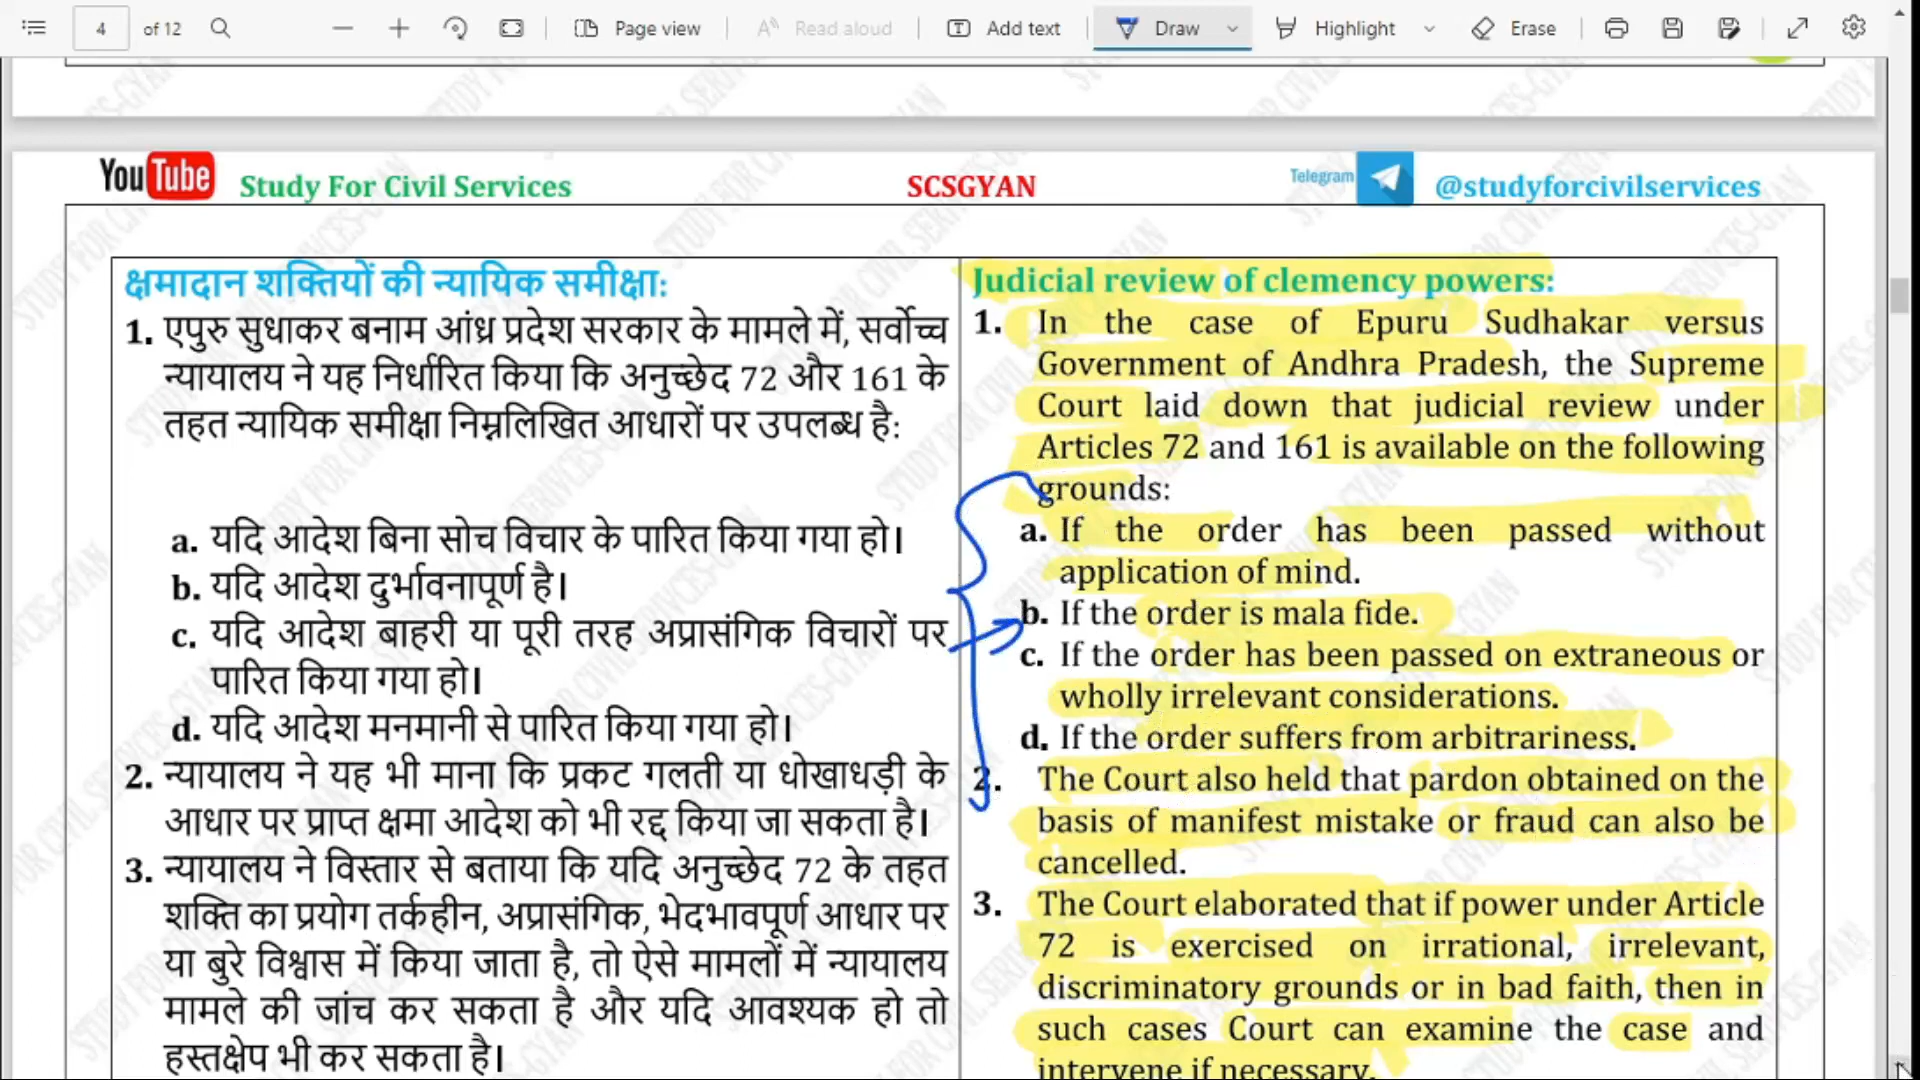 4 of 12 Page view Read aloud Add text Draw Highlight Erase
YouTube Study For Civil Services SCSGYAN Telegram @studyforcivilservices
क्षमादान शक्तियों की न्यायिक समीक्षा:
1. एपुरु सुधाकर बनाम आंध्र प्रदेश सरकार के मामले में, सर्वोच्च
न्यायालय ने यह निर्धारित किया कि अनुच्छेद 72 और 161 के
तहत न्यायिक समीक्षा निम्नलिखित आधारों पर उपलब्ध है:
a. यदि आदेश बिना सोच विचार के पारित किया गया हो।
b. यदि आदेश दुर्भावनापूर्ण है।
c. यदि आदेश बाहरी या पूरी तरह अप्रासंगिक विचारों पर
पारित किया गया हो।
d. यदि आदेश मनमानी से पारित किया गया हो।
2. न्यायालय ने यह भी माना कि प्रकट गलती या धोखाधड़ी के
आधार पर प्राप्त क्षमा आदेश को भी रद्द किया जा सकता है।
3. न्यायालय ने विस्तार से बताया कि यदि अनुच्छेद 72 के तहत
शक्ति का प्रयोग तर्कहीन, अप्रासंगिक, भेदभावपूर्ण आधार पर
या बुरे विश्वास में किया जाता है, तो ऐसे मामलों में न्यायालय
मामले की जांच कर सकता है और यदि आवश्यक हो तो
हस्तक्षेप भी कर सकता है।
Judicial review of clemency powers:
1. In the case of Epuru Sudhakar versus
Government of Andhra Pradesh, the Supreme
Court laid down that judicial review under
Articles 72 and 161 is available on the following
grounds:
a. If the order has been passed without
application of mind.
b. If the order is mala fide.
c. If the order has been passed on extraneous or
wholly irrelevant considerations.
d. If the order suffers from arbitrariness.
2. The Court also held that pardon obtained on the
basis of manifest mistake or fraud can also be
cancelled.
3. The Court elaborated that if power under Article
72 is exercised on irrational, irrelevant,
discriminatory grounds or in bad faith, then in
such cases Court can examine the case and
intervene if necessary.